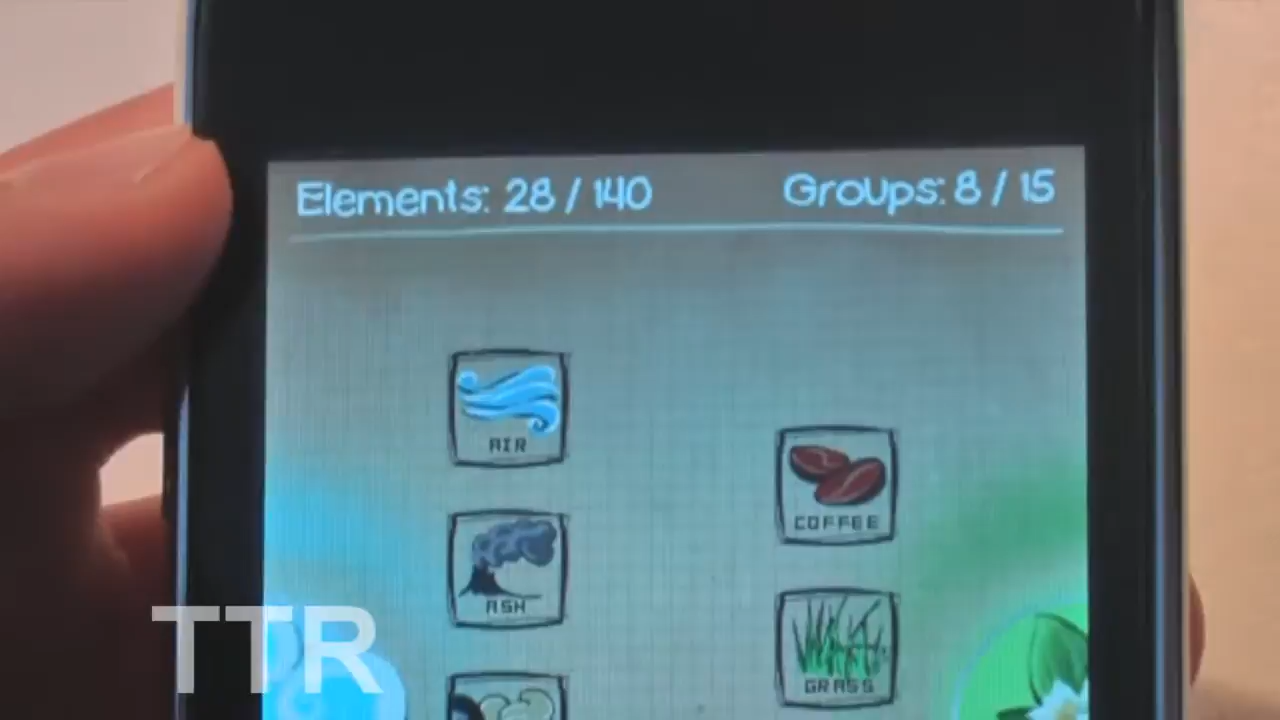 Elements: 28 / 140
Groups: 8 / 15
AIR
COFFEE
ASH
GRASS
TTR